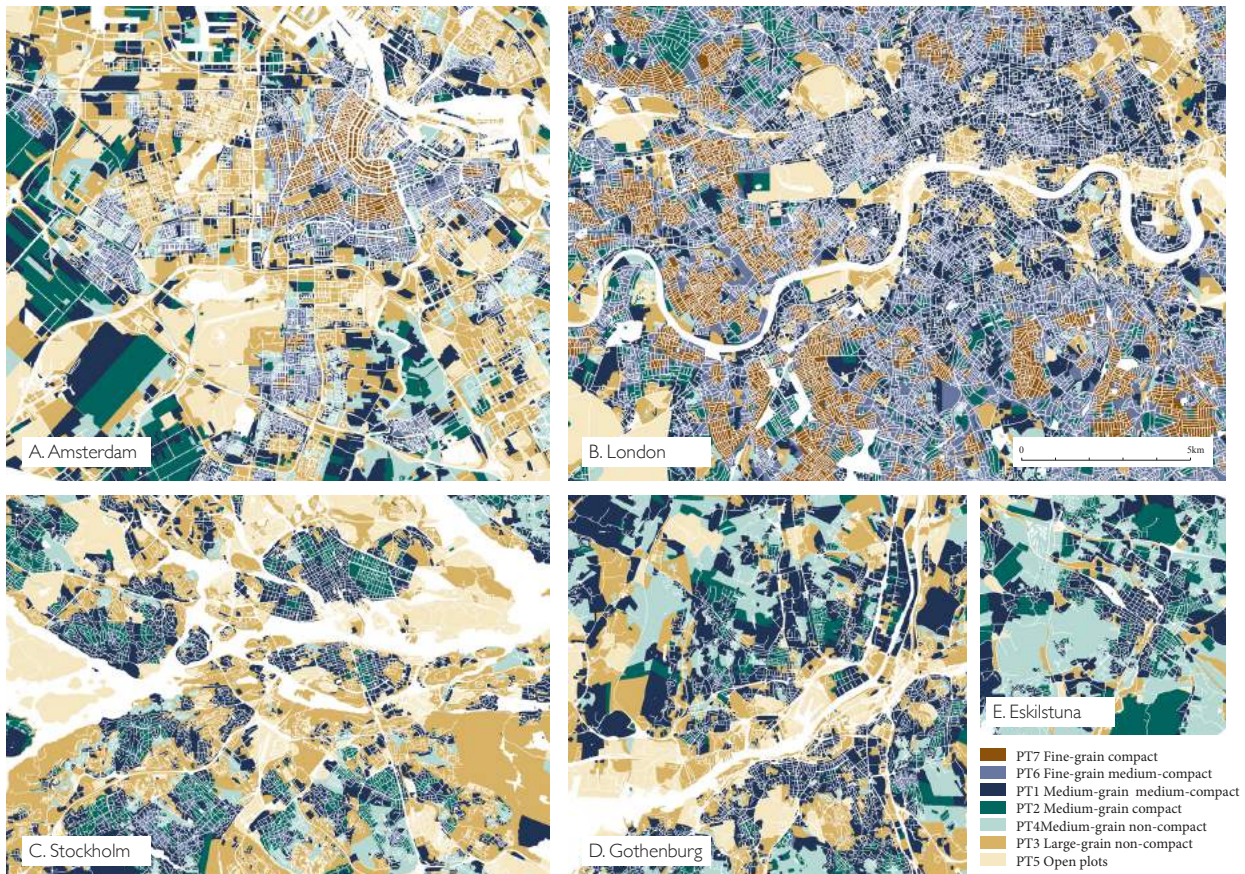 A. Amsterdam
B. London
0 5km
C. Stockholm
D. Gothenburg
E. Eskilstuna
PT7 Fine-grain compact
PT6 Fine-grain medium-compact
PT1 Medium-grain medium-compact
PT2 Medium-grain compact
PT4Medium-grain non-compact
PT3 Large-grain non-compact
PT5 Open plots